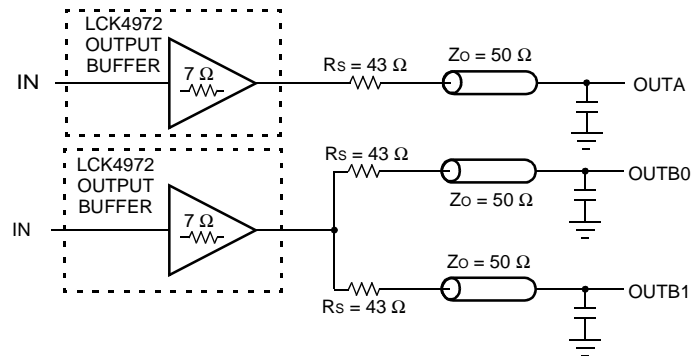 LCK4972
OUTPUT
BUFFER
IN
7 Ω
RS = 43 Ω
ZO = 50 Ω
OUTA
LCK4972
OUTPUT
BUFFER
IN
7 Ω
RS = 43 Ω
ZO = 50 Ω
OUTB0
RS = 43 Ω
ZO = 50 Ω
OUTB1